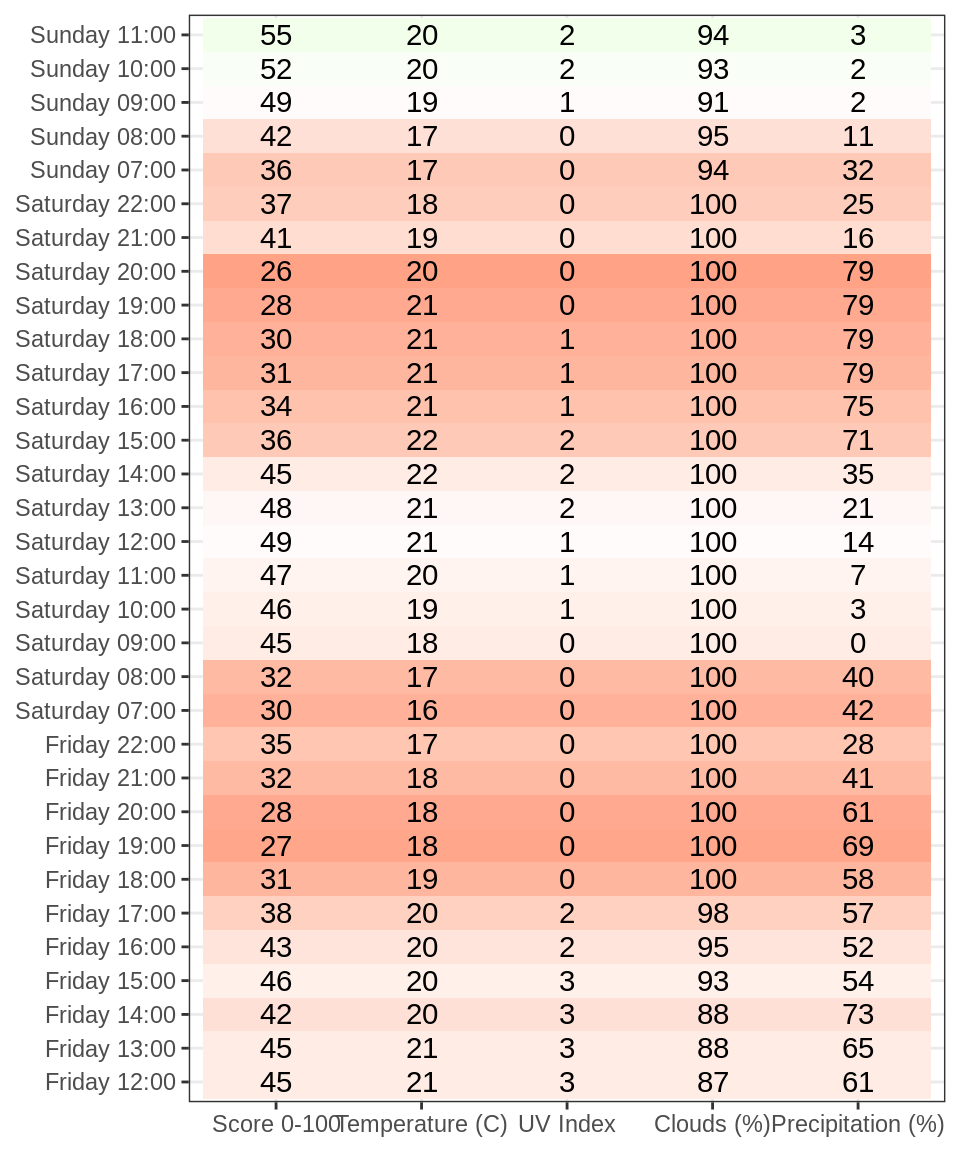 Sunday 11:00 55 20 2 94 3
Sunday 10:00 52 20 2 93 2
Sunday 09:00 49 19 1 91 2
Sunday 08:00 42 17 0 95 11
Sunday 07:00 36 17 0 94 32
Saturday 22:00 37 18 0 100 25
Saturday 21:00 41 19 0 100 16
Saturday 20:00 26 20 0 100 79
Saturday 19:00 28 21 0 100 79
Saturday 18:00 30 21 1 100 79
Saturday 17:00 31 21 1 100 79
Saturday 16:00 34 21 1 100 75
Saturday 15:00 36 22 2 100 71
Saturday 14:00 45 22 2 100 35
Saturday 13:00 48 21 2 100 21
Saturday 12:00 49 21 1 100 14
Saturday 11:00 47 20 1 100 7
Saturday 10:00 46 19 1 100 3
Saturday 09:00 45 18 0 100 0
Saturday 08:00 32 17 0 100 40
Saturday 07:00 30 16 0 100 42
Friday 22:00 35 17 0 100 28
Friday 21:00 32 18 0 100 41
Friday 20:00 28 18 0 100 61
Friday 19:00 27 18 0 100 69
Friday 18:00 31 19 0 100 58
Friday 17:00 38 20 2 98 57
Friday 16:00 43 20 2 95 52
Friday 15:00 46 20 3 93 54
Friday 14:00 42 20 3 88 73
Friday 13:00 45 21 3 88 65
Friday 12:00 45 21 3 87 61
Score 0-100 Temperature (C) UV Index Clouds (%) Precipitation (%)